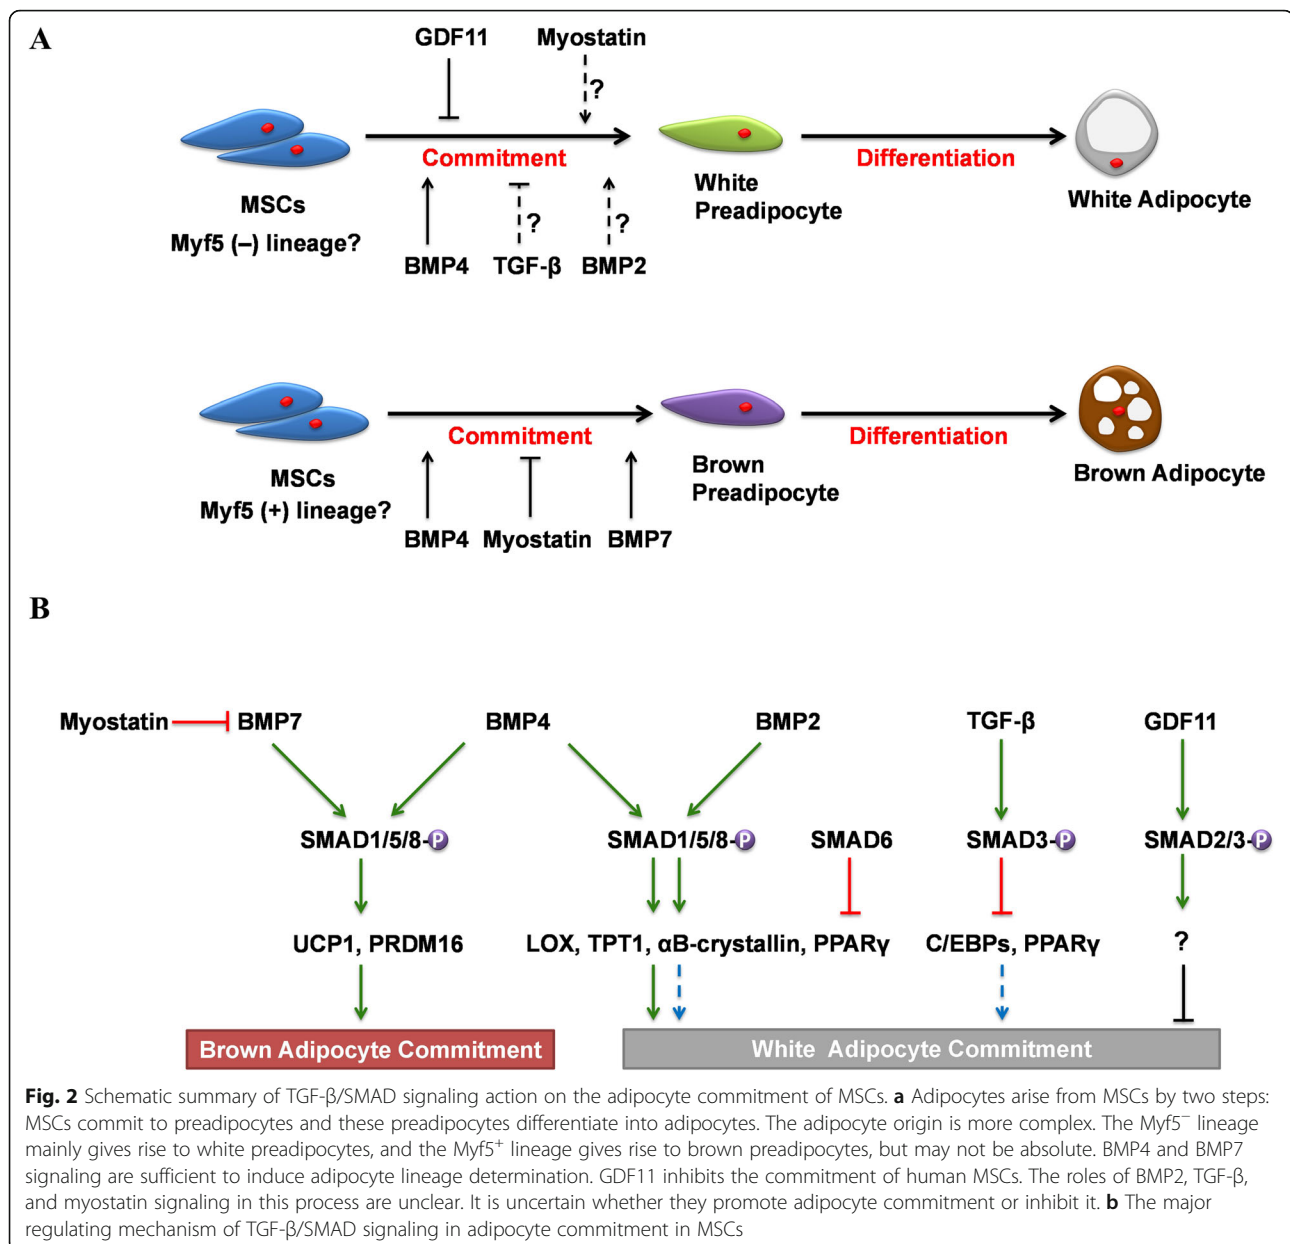 A
GDF11 Myostatin
?
Commitment Differentiation
MSCs
Myf5 (–) lineage?
White
Preadipocyte
White Adipocyte
? ?
BMP4 TGF-β BMP2
Commitment Differentiation
MSCs
Myf5 (+) lineage?
Brown
Preadipocyte
Brown Adipocyte
BMP4 Myostatin BMP7
B
Myostatin BMP7 BMP4 BMP2 TGF-β GDF11
SMAD1/5/8-P SMAD1/5/8-P SMAD6 SMAD3-P SMAD2/3-P
UCP1, PRDM16 LOX, TPT1, αB-crystallin, PPARγ C/EBPs, PPARγ ?
Brown Adipocyte Commitment White Adipocyte Commitment
Fig. 2 Schematic summary of TGF-β/SMAD signaling action on the adipocyte commitment of MSCs. a Adipocytes arise from MSCs by two steps:
MSCs commit to preadipocytes and these preadipocytes differentiate into adipocytes. The adipocyte origin is more complex. The Myf5⁻ lineage
mainly gives rise to white preadipocytes, and the Myf5⁺ lineage gives rise to brown preadipocytes, but may not be absolute. BMP4 and BMP7
signaling are sufficient to induce adipocyte lineage determination. GDF11 inhibits the commitment of human MSCs. The roles of BMP2, TGF-β,
and myostatin signaling in this process are unclear. It is uncertain whether they promote adipocyte commitment or inhibit it. b The major
regulating mechanism of TGF-β/SMAD signaling in adipocyte commitment in MSCs